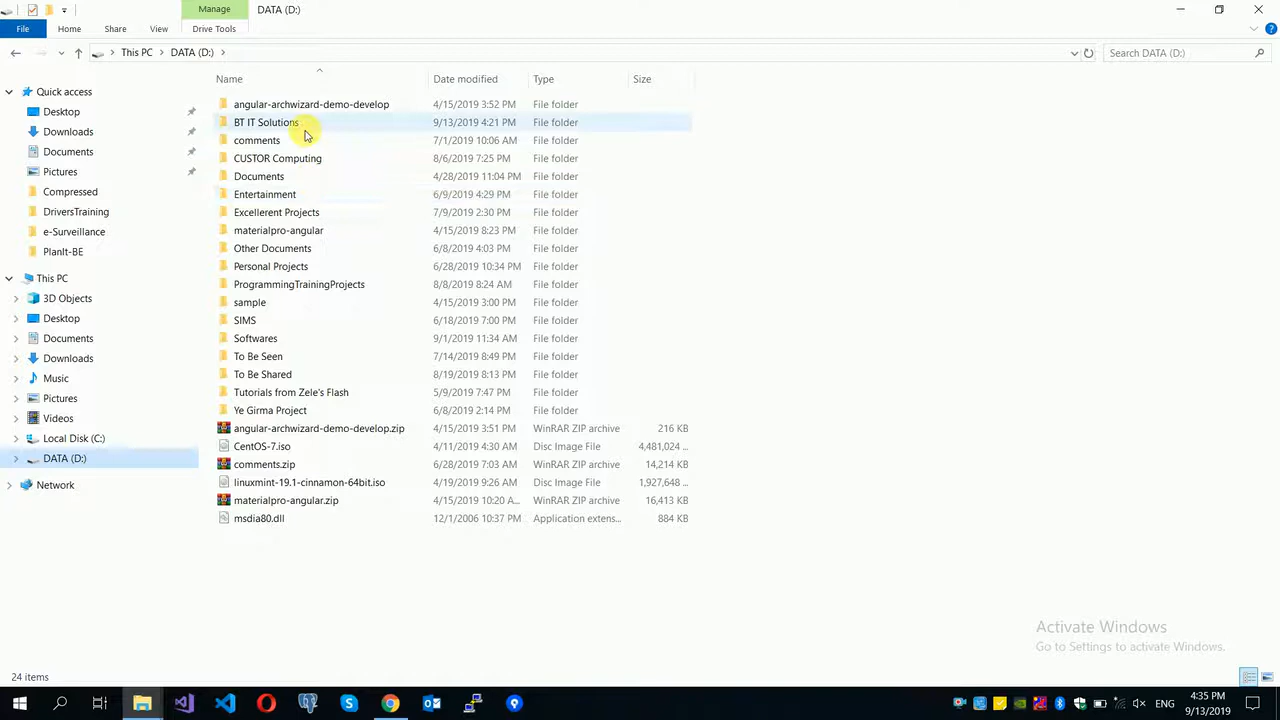 Manage
DATA (D:)
File
Home
Share
View
Drive Tools
This PC
DATA (D:)
Search DATA (D:)
Name
Date modified
Type
Size
Quick access
Desktop
Downloads
Documents
Pictures
Compressed
DriversTraining
e-Surveillance
PlanIt-BE
This PC
3D Objects
Desktop
Documents
Downloads
Music
Pictures
Videos
Local Disk (C:)
DATA (D:)
Network
angular-archwizard-demo-develop 4/15/2019 3:52 PM File folder
BT IT Solutions 9/13/2019 4:21 PM File folder
comments 7/1/2019 10:06 AM File folder
CUSTOR Computing 8/6/2019 7:25 PM File folder
Documents 4/28/2019 11:04 PM File folder
Entertainment 6/9/2019 4:29 PM File folder
Excellerent Projects 7/9/2019 2:30 PM File folder
materialpro-angular 4/15/2019 8:23 PM File folder
Other Documents 6/8/2019 4:03 PM File folder
Personal Projects 6/28/2019 10:34 PM File folder
ProgrammingTrainingProjects 8/8/2019 8:24 AM File folder
sample 4/15/2019 3:00 PM File folder
SIMS 6/18/2019 7:00 PM File folder
Softwares 9/1/2019 11:34 AM File folder
To Be Seen 7/14/2019 8:49 PM File folder
To Be Shared 8/19/2019 8:13 PM File folder
Tutorials from Zele's Flash 5/9/2019 7:47 PM File folder
Ye Girma Project 6/8/2019 2:14 PM File folder
angular-archwizard-demo-develop.zip 4/15/2019 3:51 PM WinRAR ZIP archive 216 KB
CentOS-7.iso 4/11/2019 4:30 AM Disc Image File 4,481,024 ...
comments.zip 6/28/2019 7:03 AM WinRAR ZIP archive 14,214 KB
linuxmint-19.1-cinnamon-64bit.iso 4/19/2019 9:26 AM Disc Image File 1,927,648 ...
materialpro-angular.zip 4/15/2019 10:20 A... WinRAR ZIP archive 16,413 KB
msdia80.dll 12/1/2006 10:37 PM Application extens... 884 KB
Activate Windows
Go to Settings to activate Windows.
24 items
ENG
4:35 PM
9/13/2019